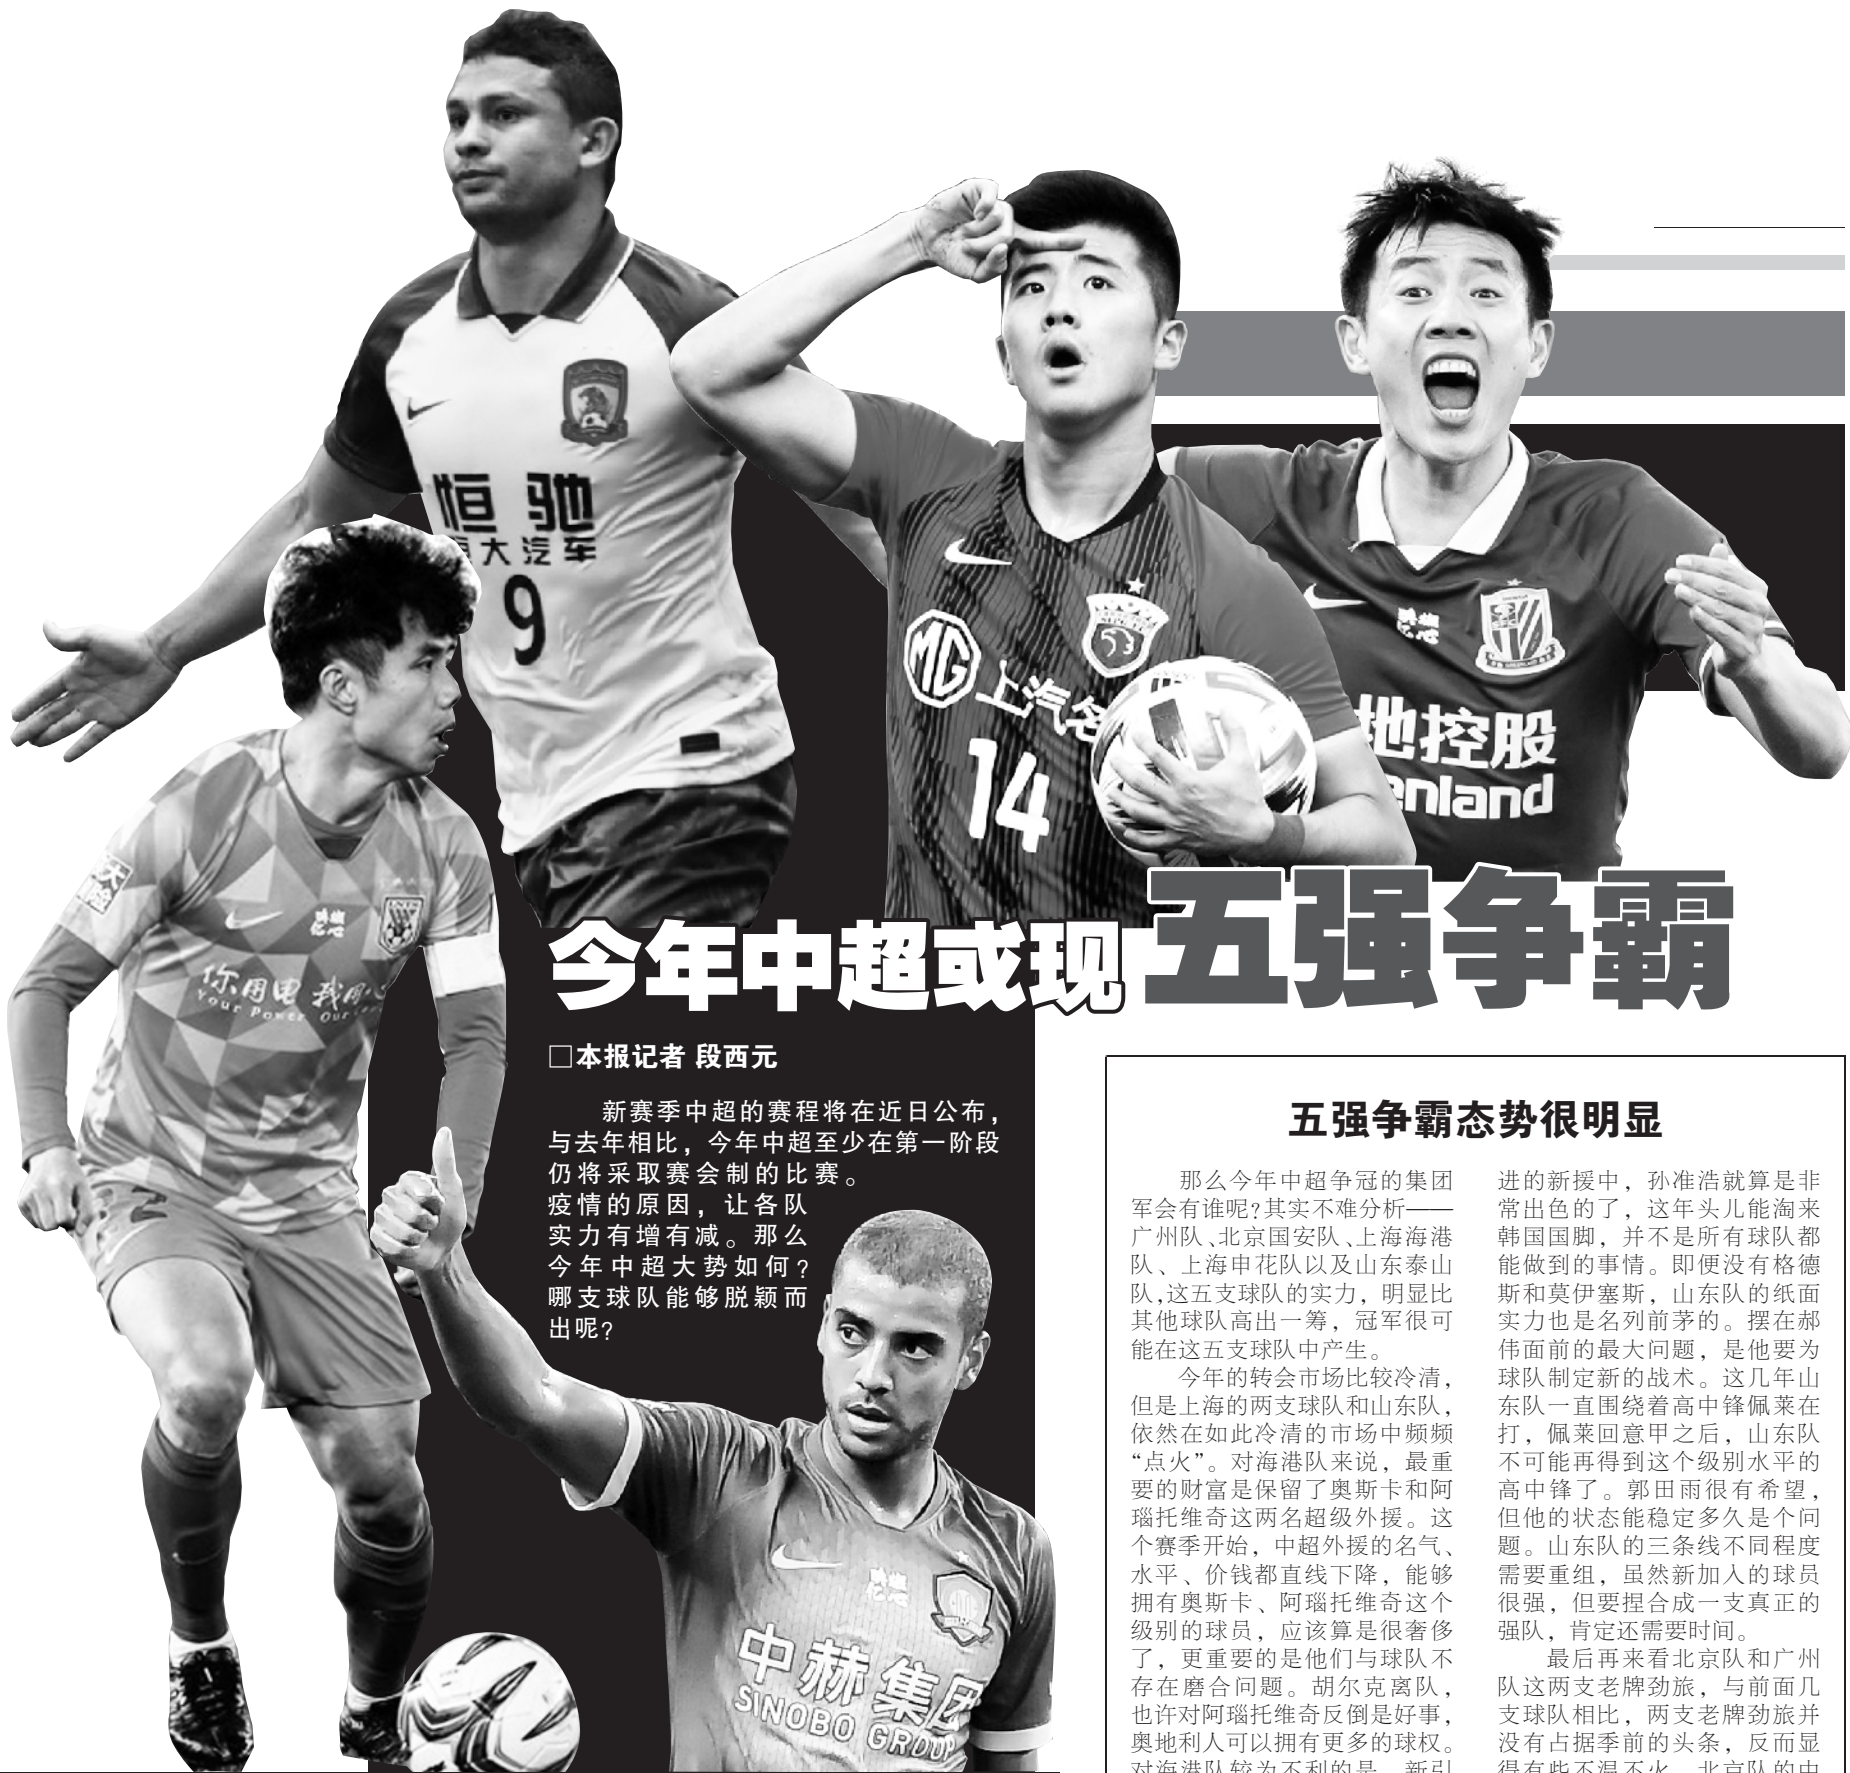 恒驰
大汽车
9
MG
上汽名
14
地控股
enland
你用电 我用心
Your Power Our
今年中超或现五强争霸
□本报记者 段西元
新赛季中超的赛程将在近日公布，
与去年相比，今年中超至少在第一阶段
仍将采取赛会制的比赛。
疫情的原因，让各队
实力有增有减。那么
今年中超大势如何？
哪支球队能够脱颖而
出呢？
中赫集团
SINOBO GROUP
五强争霸态势很明显
那么今年中超争冠的集团
军会有谁呢？其实不难分析——
广州队、北京国安队、上海海港
队、上海申花队以及山东泰山
队，这五支球队的实力，明显比
其他球队高出一筹，冠军很可
能在这五支球队中产生。
今年的转会市场比较冷清，
但是上海的两支球队和山东队，
依然在如此冷清的市场中频频
“点火”。对海港队来说，最重
要的财富是保留了奥斯卡和阿
瑙托维奇这两名超级外援。这
个赛季开始，中超外援的名气、
水平、价钱都直线下降，能够
拥有奥斯卡、阿瑙托维奇这个
级别的球员，应该算是很奢侈
了，更重要的是他们与球队不
存在磨合问题。胡尔克离队，
也许对阿瑙托维奇反倒是好事，
奥地利人可以拥有更多的球权。
对海港队较为不利的是，新引
进的新援中，孙准浩就算是非
常出色的了，这年头儿能淘来
韩国国脚，并不是所有球队都
能做到的事情。即便没有格德
斯和莫伊塞斯，山东队的纸面
实力也是名列前茅的。摆在郝
伟面前的最大问题，是他要为
球队制定新的战术。这几年山
东队一直围绕着高中锋佩莱在
打，佩莱回意甲之后，山东队
不可能再得到这个级别水平的
高中锋了。郭田雨很有希望，
但他的状态能稳定多久是个问
题。山东队的三条线不同程度
需要重组，虽然新加入的球员
很强，但要捏合成一支真正的
强队，肯定还需要时间。
最后再来看北京队和广州
队这两支老牌劲旅，与前面几
支球队相比，两支老牌劲旅并
没有占据季前的头条，反而显
得有些不温不火。北京队的中